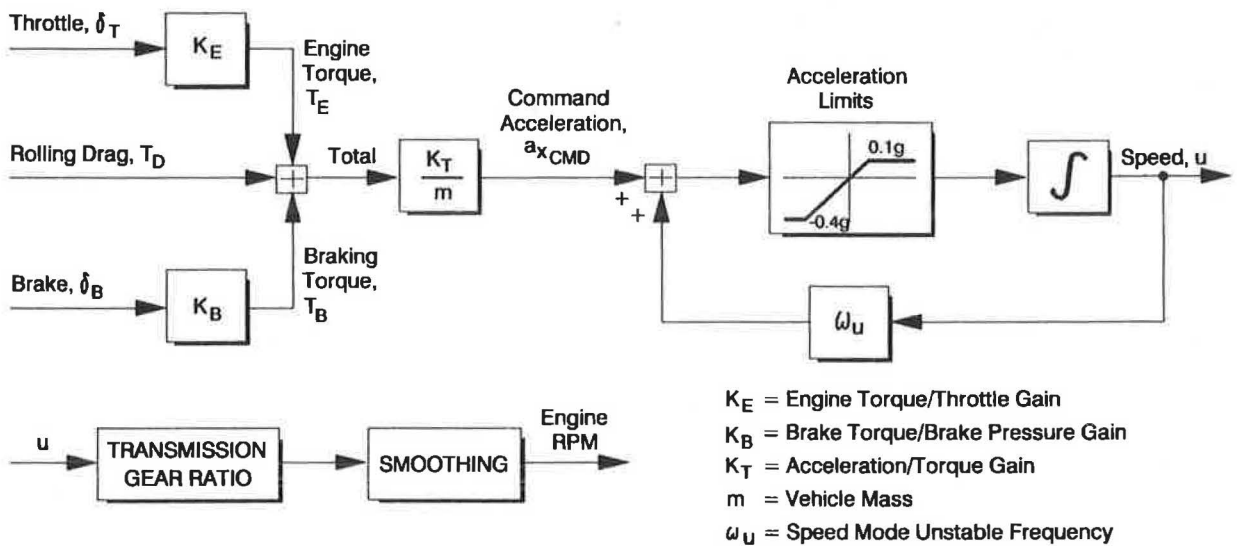 Throttle, δT
KE
Engine
Torque,
TE
Rolling Drag, TD
+
Total
KT
m
Command
Acceleration,
axCMD
+
+
+
Acceleration
Limits
0.1g
-0.4g
∫
Speed, u
Brake, δB
KB
Braking
Torque,
TB
ωu
u
TRANSMISSION
GEAR RATIO
SMOOTHING
Engine
RPM
KE = Engine Torque/Throttle Gain
KB = Brake Torque/Brake Pressure Gain
KT = Acceleration/Torque Gain
m = Vehicle Mass
ωu = Speed Mode Unstable Frequency